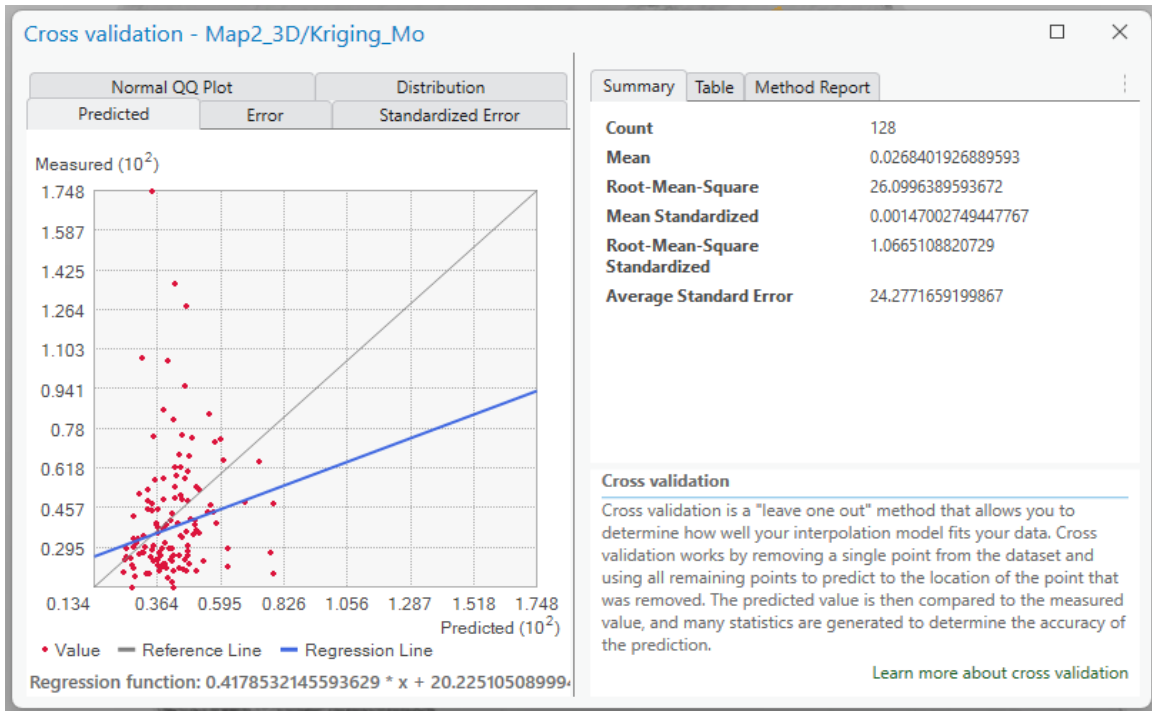 Cross validation - Map2_3D/Kriging_Mo
Normal QQ Plot
Distribution
Predicted
Error
Standardized Error
Measured (10²)
1.748
1.587
1.425
1.264
1.103
0.941
0.78
0.618
0.457
0.295
0.134
0.364
0.595
0.826
1.056
1.287
1.518
1.748
Predicted (10²)
Value
Reference Line
Regression Line
Regression function: 0.4178532145593629 * x + 20.22510508999
Summary
Table
Method Report
Count 128
Mean 0.0268401926889593
Root-Mean-Square 26.0996389593672
Mean Standardized 0.00147002749447767
Root-Mean-Square 1.0665108820729
Standardized
Average Standard Error 24.2771659199867
Cross validation
Cross validation is a "leave one out" method that allows you to
determine how well your interpolation model fits your data. Cross
validation works by removing a single point from the dataset and
using all remaining points to predict to the location of the point that
was removed. The predicted value is then compared to the measured
value, and many statistics are generated to determine the accuracy of
the prediction.
Learn more about cross validation